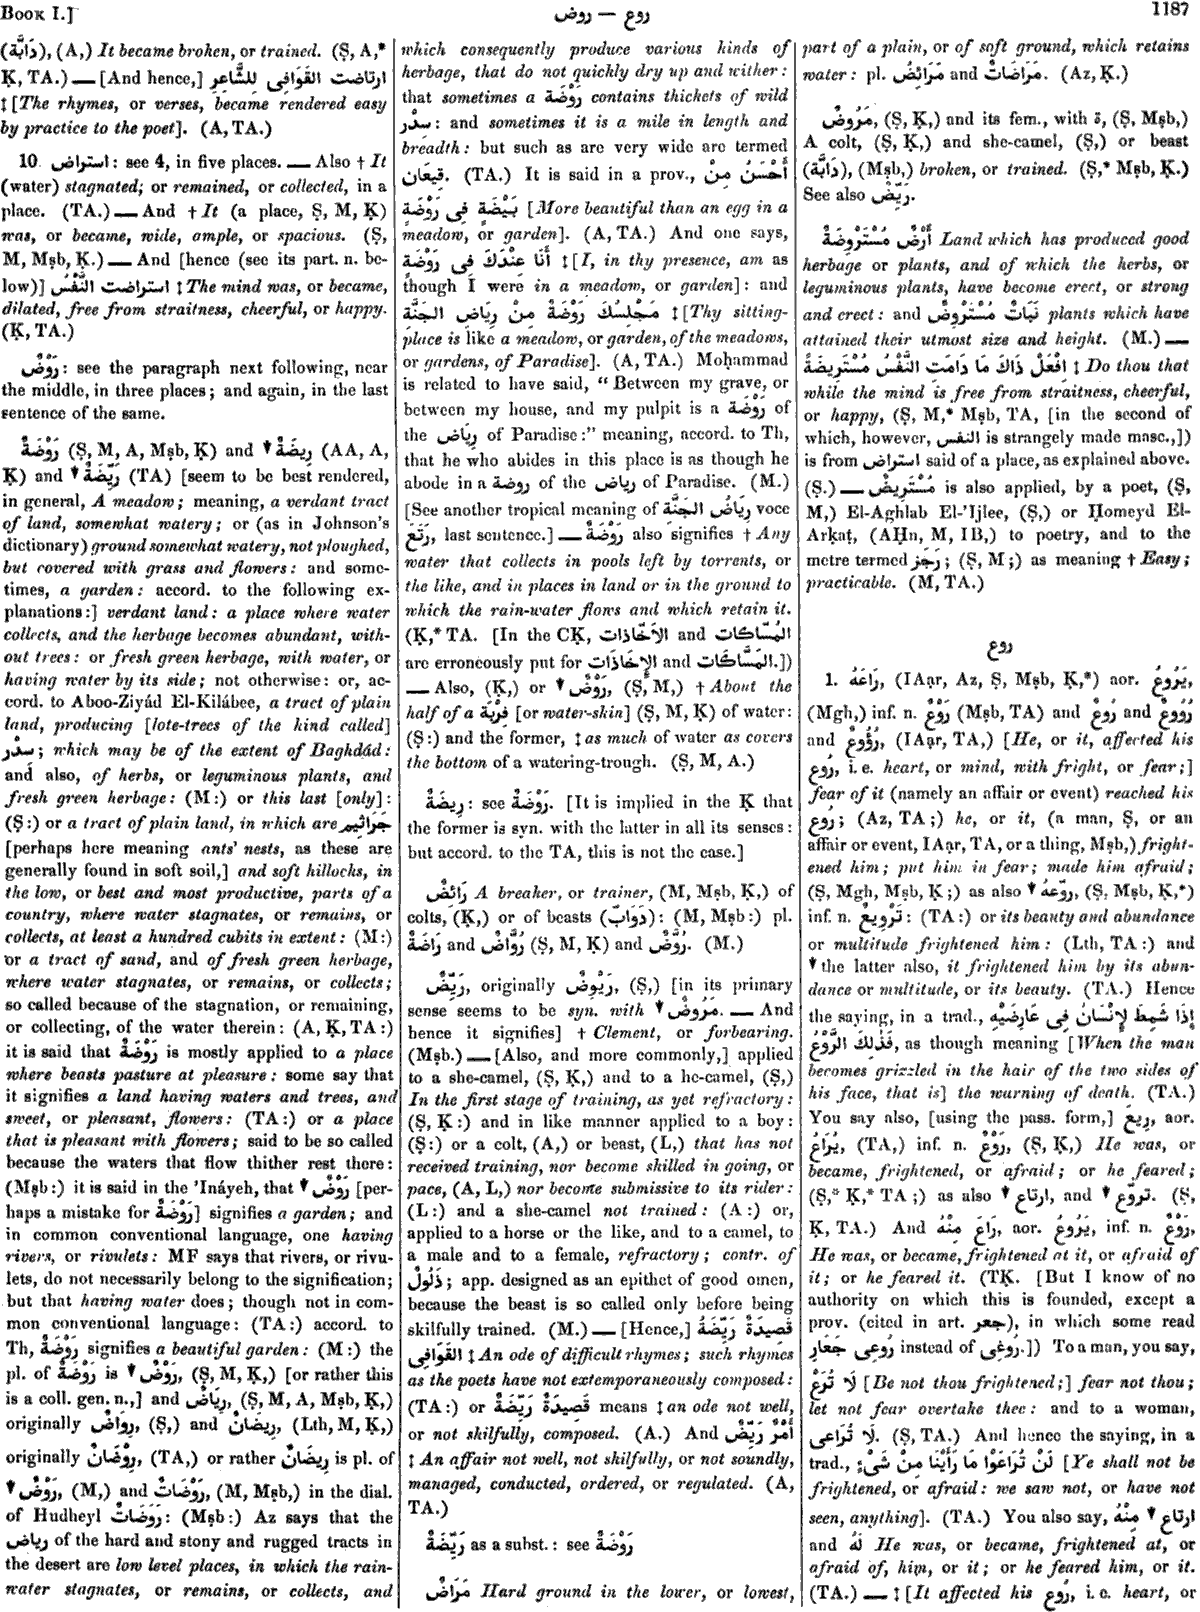 BOOK I.]
روع — روض
1187
(دَابَّة), (A,) It became broken, or trained. (Ṣ, A,*
Ḳ, TA.) — [And hence,] ارتاضت القَوَافِى لِلشَّاعِرِ
‡ [The rhymes, or verses, became rendered easy
by practice to the poet]. (A, TA.)
10. استراض: see 4, in five places. — Also † It
(water) stagnated; or remained, or collected, in a
place. (TA.) — And † It (a place, Ṣ, M, Ḳ)
was, or became, wide, ample, or spacious. (Ṣ,
M, Mṣb, Ḳ.) — And [hence (see its part. n. be-
low)] استراضت النَّفْسُ ‡ The mind was, or became,
dilated, free from straitness, cheerful, or happy.
(Ḳ, TA.)
رَوْضٌ: see the paragraph next following, near
the middle, in three places; and again, in the last
sentence of the same.
رَوْضَةٌ (Ṣ, M, A, Mṣb, Ḳ) and ▼ رِيضَةٌ (AA, A,
Ḳ) and ▼ رَيِّضَةٌ (TA) [seem to be best rendered,
in general, A meadow; meaning, a verdant tract
of land, somewhat watery; or (as in Johnson's
dictionary) ground somewhat watery, not ploughed,
but covered with grass and flowers: and some-
times, a garden: accord. to the following ex-
planations:] verdant land: a place where water
collects, and the herbage becomes abundant, with-
out trees: or fresh green herbage, with water, or
having water by its side; not otherwise: or, ac-
cord. to Aboo-Ziyád El-Kilábee, a tract of plain
land, producing [lote-trees of the kind called]
سِدْر; which may be of the extent of Baghdád:
and also, of herbs, or leguminous plants, and
fresh green herbage: (M:) or this last [only]:
(Ṣ:) or a tract of plain land, in which are جَرَاثِيم
[perhaps here meaning ants' nests, as these are
generally found in soft soil,] and soft hillocks, in
the low, or best and most productive, parts of a
country, where water stagnates, or remains, or
collects, at least a hundred cubits in extent: (M:)
or a tract of sand, and of fresh green herbage,
where water stagnates, or remains, or collects;
so called because of the stagnation, or remaining,
or collecting, of the water therein: (A, Ḳ, TA:)
it is said that رَوْضَةٌ is mostly applied to a place
where beasts pasture at pleasure: some say that
it signifies a land having waters and trees, and
sweet, or pleasant, flowers: (TA:) or a place
that is pleasant with flowers; said to be so called
because the waters that flow thither rest there:
(Mṣb:) it is said in the 'Ináyeh, that ▼ رَوْضٌ [per-
haps a mistake for رَوْضَةٌ] signifies a garden; and
in common conventional language, one having
rivers, or rivulets: MF says that rivers, or rivu-
lets, do not necessarily belong to the signification;
but that having water does; though not in com-
mon conventional language: (TA:) accord. to
Th, رَوْضَةٌ signifies a beautiful garden: (M:) the
pl. of رَوْضَةٌ is ▼ رَوْضٌ, (Ṣ, M, Ḳ,) [or rather this
is a coll. gen. n.,] and رِيَاضٌ, (Ṣ, M, A, Mṣb, Ḳ,)
originally رِوَاضٌ, (Ṣ,) and رِيضَانٌ, (Lth, M, Ḳ,)
originally رِوْضَانٌ, (TA,) or rather رِيضَانٌ is pl. of
▼ رَوْضٌ, (M,) and رَوْضَاتٌ, (M, Mṣb,) in the dial.
of Hudheyl رَوَضَاتٌ: (Mṣb:) Az says that the
رياض of the hard and stony and rugged tracts in
the desert are low level places, in which the rain-
water stagnates, or remains, or collects, and
which consequently produce various kinds of
herbage, that do not quickly dry up and wither:
that sometimes a رَوْضَة contains thickets of wild
سِدْر: and sometimes it is a mile in length and
breadth: but such as are very wide are termed
قِيعَان. (TA.) It is said in a prov., أَحْسَنُ مِنْ
بَيْضَةٍ فِى رَوْضَةٍ [More beautiful than an egg in a
meadow, or garden]. (A, TA.) And one says,
أَنَا عِنْدَكَ فِى رَوْضَةٍ ‡ [I, in thy presence, am as
though I were in a meadow, or garden]: and
مَجْلِسُكَ رَوْضَةٌ مِنْ رِيَاضِ الجَنَّة ‡ [Thy sitting-
place is like a meadow, or garden, of the meadows,
or gardens, of Paradise]. (A, TA.) Moḥammad
is related to have said, “Between my grave, or
between my house, and my pulpit is a رَوْضَة of
the رِيَاض of Paradise:” meaning, accord. to Th,
that he who abides in this place is as though he
abode in a روضة of the رياض of Paradise. (M.)
[See another tropical meaning of رِيَاضُ الجَنَّة voce
رَتَعَ, last sentence.] — رَوْضَةٌ also signifies † Any
water that collects in pools left by torrents, or
the like, and in places in land or in the ground to
which the rain-water flows and which retain it.
(Ḳ,* TA. [In the CḲ, الاَخّاذات and المُسّاكات
are erroneously put for الإِخَاذَات and المَسَّاكَات.])
— Also, (Ḳ,) or ▼ رَوْضٌ, (Ṣ, M,) † About the
half of a قِرْبَة [or water-skin] (Ṣ, M, Ḳ) of water:
(Ṣ:) and the former, ‡ as much of water as covers
the bottom of a watering-trough. (Ṣ, M, A.)
رِيضَةٌ: see رَوْضَةٌ. [It is implied in the Ḳ that
the former is syn. with the latter in all its senses:
but accord. to the TA, this is not the case.]
رَائِضٌ A breaker, or trainer, (M, Mṣb, Ḳ,) of
colts, (Ḳ,) or of beasts (دَوَابّ): (M, Mṣb:) pl.
رَاضَةٌ and رُوَّاضٌ (Ṣ, M, Ḳ) and رُوَّضٌ. (M.)
رَيِّضٌ, originally رَيْوِضٌ, (Ṣ,) [in its primary
sense seems to be syn. with ▼ مَرُوضٌ. — And
hence it signifies] † Clement, or forbearing.
(Mṣb.) — [Also, and more commonly,] applied
to a she-camel, (Ṣ, Ḳ,) and to a he-camel, (Ṣ,)
In the first stage of training, as yet refractory:
(Ṣ, Ḳ:) and in like manner applied to a boy:
(Ṣ:) or a colt, (A,) or beast, (L,) that has not
received training, nor become skilled in going, or
pace, (A, L,) nor become submissive to its rider:
(L:) and a she-camel not trained: (A:) or,
applied to a horse or the like, and to a camel, to
a male and to a female, refractory; contr. of
ذَلُولٌ; app. designed as an epithet of good omen,
because the beast is so called only before being
skilfully trained. (M.) — [Hence,] قَصِيدَةٌ رَيِّضَةُ
القَوَافِى ‡ An ode of difficult rhymes; such rhymes
as the poets have not extemporaneously composed:
(TA:) or قَصِيدَةٌ رَيِّضَةٌ means ‡ an ode not well,
or not skilfully, composed. (A.) And أَمْرٌ رَيِّضٌ
‡ An affair not well, not skilfully, or not soundly,
managed, conducted, ordered, or regulated. (A,
TA.)
رَيِّضَةٌ as a subst.: see رَوْضَةٌ
مَرَاضٌ Hard ground in the lower, or lowest,
part of a plain, or of soft ground, which retains
water: pl. مَرَائِضُ and مَرَاضَاتٌ. (Az, Ḳ.)
مَرُوضٌ, (Ṣ, Ḳ,) and its fem., with ة, (Ṣ, Mṣb,)
A colt, (Ṣ, Ḳ,) and she-camel, (Ṣ,) or beast
(دَابَّة), (Mṣb,) broken, or trained. (Ṣ,* Mṣb, Ḳ.)
See also رَيِّضٌ.
أَرْضٌ مُسْتَرْوِضَةٌ Land which has produced good
herbage or plants, and of which the herbs, or
leguminous plants, have become erect, or strong
and erect: and نَبَاتٌ مُسْتَرْوِضٌ plants which have
attained their utmost size and height. (M.) —
اِفْعَلْ ذَاكَ مَا دَامَتِ النَّفْسُ مُسْتَرِيضَةً ‡ Do thou that
while the mind is free from straitness, cheerful,
or happy, (Ṣ, M,* Mṣb, TA, [in the second of
which, however, النفس is strangely made masc.,])
is from استراض said of a place, as explained above.
(Ṣ.) — مُسْتَرِيضٌ is also applied, by a poet, (Ṣ,
M,) El-Aghlab El-'Ijlee, (Ṣ,) or Ḥomeyd El-
Arḳaṭ, (AḤn, M, IB,) to poetry, and to the
metre termed رَجَز; (Ṣ, M;) as meaning † Easy;
practicable. (M, TA.)
روع
1. رَاعَهُ, (IAạr, Az, Ṣ, Mṣb, Ḳ,*) aor. يَرُوعُ,
(Mgh,) inf. n. رَوْعٌ (Mṣb, TA) and رُوعٌ and رُوُوعٌ
and رُؤُوعٌ, (IAạr, TA,) [He, or it, affected his
رُوع, i. e. heart, or mind, with fright, or fear;]
fear of it (namely an affair or event) reached his
رُوع; (Az, TA;) he, or it, (a man, Ṣ, or an
affair or event, IAạr, TA, or a thing, Mṣb,) fright-
ened him; put him in fear; made him afraid;
(Ṣ, Mgh, Mṣb, Ḳ;) as also ▼ روّعهُ, (Ṣ, Mṣb, Ḳ,*)
inf. n. تَرْوِيع: (TA:) or its beauty and abundance
or multitude frightened him: (Lth, TA:) and
▼ the latter also, it frightened him by its abun-
dance or multitude, or its beauty. (TA.) Hence
the saying, in a trad., إِذَا شَمِطَ الإِنْسَانُ فِى عَارِضَيْهِ
فَذٰلِكَ الرَّوْعُ, as though meaning [When the man
becomes grizzled in the hair of the two sides of
his face, that is] the warning of death. (TA.)
You say also, [using the pass. form,] رِيعَ, aor.
يُرَاعُ, (TA,) inf. n. رَوْعٌ, (Ṣ, Ḳ,) He was, or
became, frightened, or afraid; or he feared;
(Ṣ,* Ḳ,* TA;) as also ▼ ارتاع, and ▼ تروّع. (Ṣ,
Ḳ, TA.) And رَاعَ مِنْهُ, aor. يَرُوعُ, inf. n. رَوْعٌ,
He was, or became, frightened at it, or afraid of
it; or he feared it. (TḲ. [But I know of no
authority on which this is founded, except a
prov. (cited in art. جعر), in which some read
رُوعِى جَعَارِ instead of رُوغِى.]) To a man, you say,
لَا تُرَعْ [Be not thou frightened;] fear not thou;
let not fear overtake thee: and to a woman,
لَا تُرَاعِى. (Ṣ, TA.) And hence the saying, in a
trad., لَنْ تُرَاعَوْا مَا رَأَيْنَا مِنْ شَىْءٍ [Ye shall not be
frightened, or afraid: we saw not, or have not
seen, anything]. (TA.) You also say, ▼ ارتاع مِنْهُ
and لَهُ He was, or became, frightened at, or
afraid of, him, or it; or he feared him, or it.
(TA.) — ‡ [It affected his رُوع, i. e. heart, or